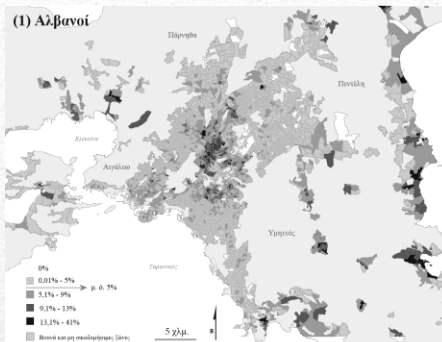 (1) Αλβανοί
Πάρνηθα
Πεντέλη
Ελευσίνα
Αιγάλεω
Υμηττός
Σαρωνικός
0%
0,01% - 5%
μ. ό. 5%
5,1% - 9%
9,1% - 13%
13,1% - 41%
Βουνά και μη οικοδομήσιμες ζώνες
5 χλμ.
Β